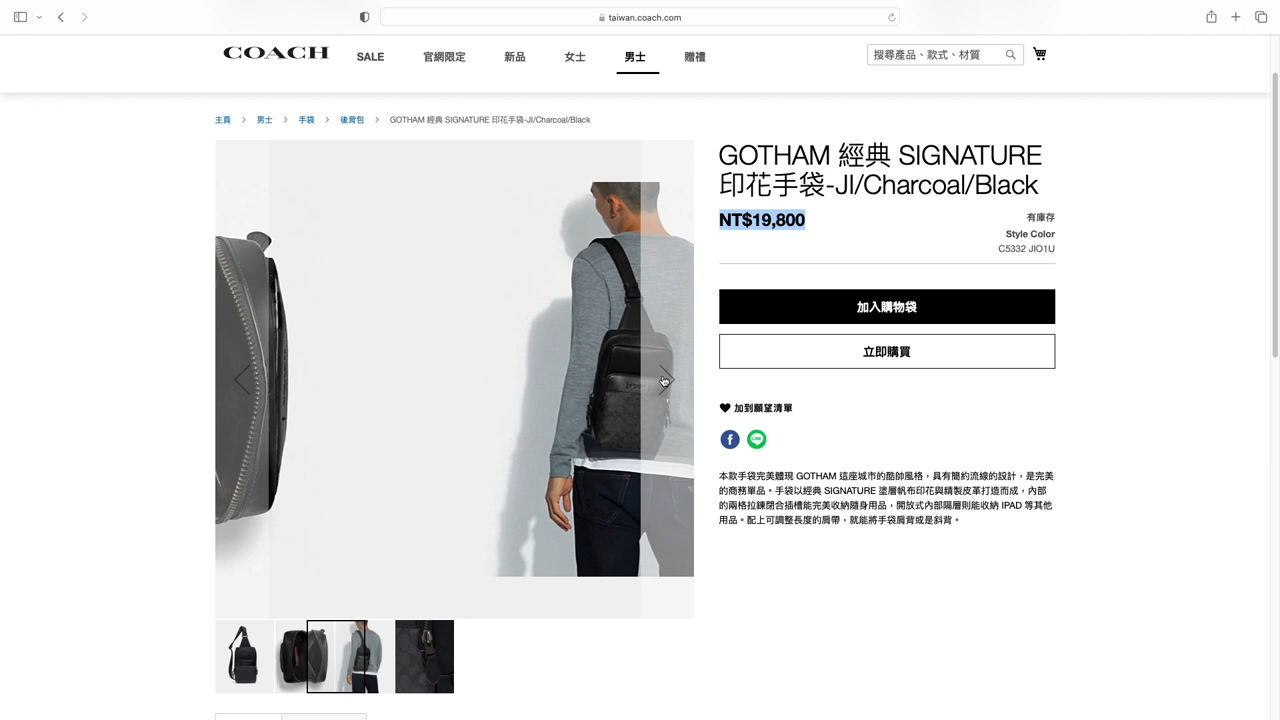 taiwan.coach.com
COACH
SALE
官網限定
新品
女士
男士
贈禮
搜尋產品、款式、材質
主頁 > 男士 > 手袋 > 後背包 > GOTHAM 經典 SIGNATURE 印花手袋-JI/Charcoal/Black
GOTHAM 經典 SIGNATURE
印花手袋-JI/Charcoal/Black
NT$19,800
有庫存
Style Color
C5332 JIO1U
加入購物袋
立即購買
加到願望清單
LINE
本款手袋完美體現 GOTHAM 這座城市的酷帥風格,具有簡約流線的設計,是完美
的商務單品。手袋以經典 SIGNATURE 塗層帆布印花與精製皮革打造而成,內部
的兩格拉鍊閉合插槽能完美收納隨身用品,開放式內部隔層則能收納 IPAD 等其他
用品。配上可調整長度的肩帶,就能將手袋肩背或是斜背。